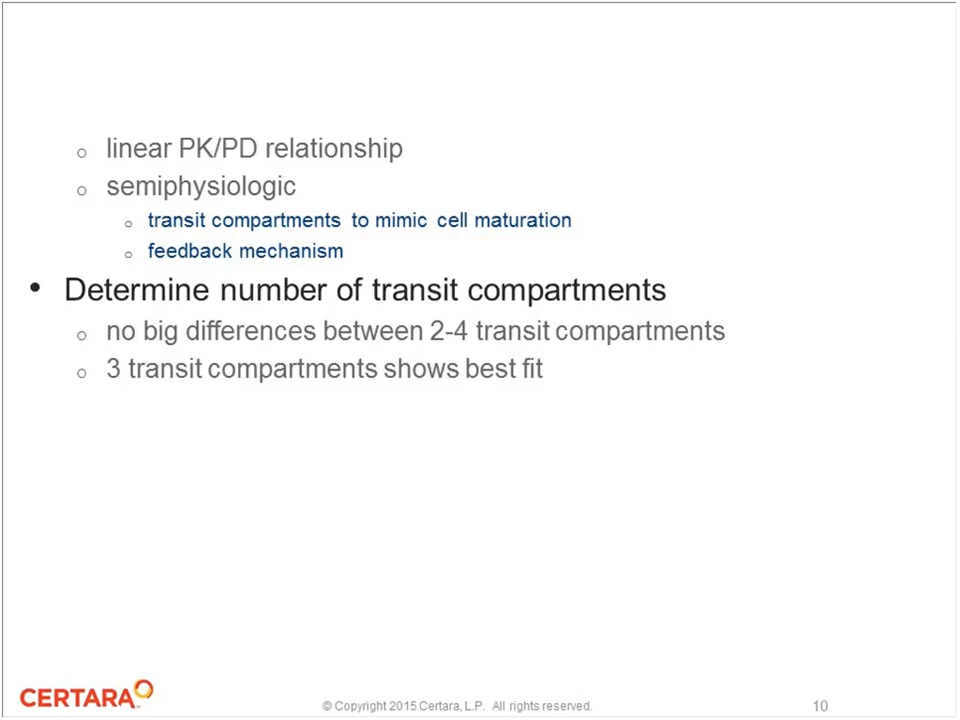 linear PK/PD relationship
semiphysiologic
transit compartments to mimic cell maturation
feedback mechanism
• Determine number of transit compartments
no big differences between 2-4 transit compartments
3 transit compartments shows best fit
CERTARA
© Copyright 2015 Certara, L.P. All rights reserved.
10